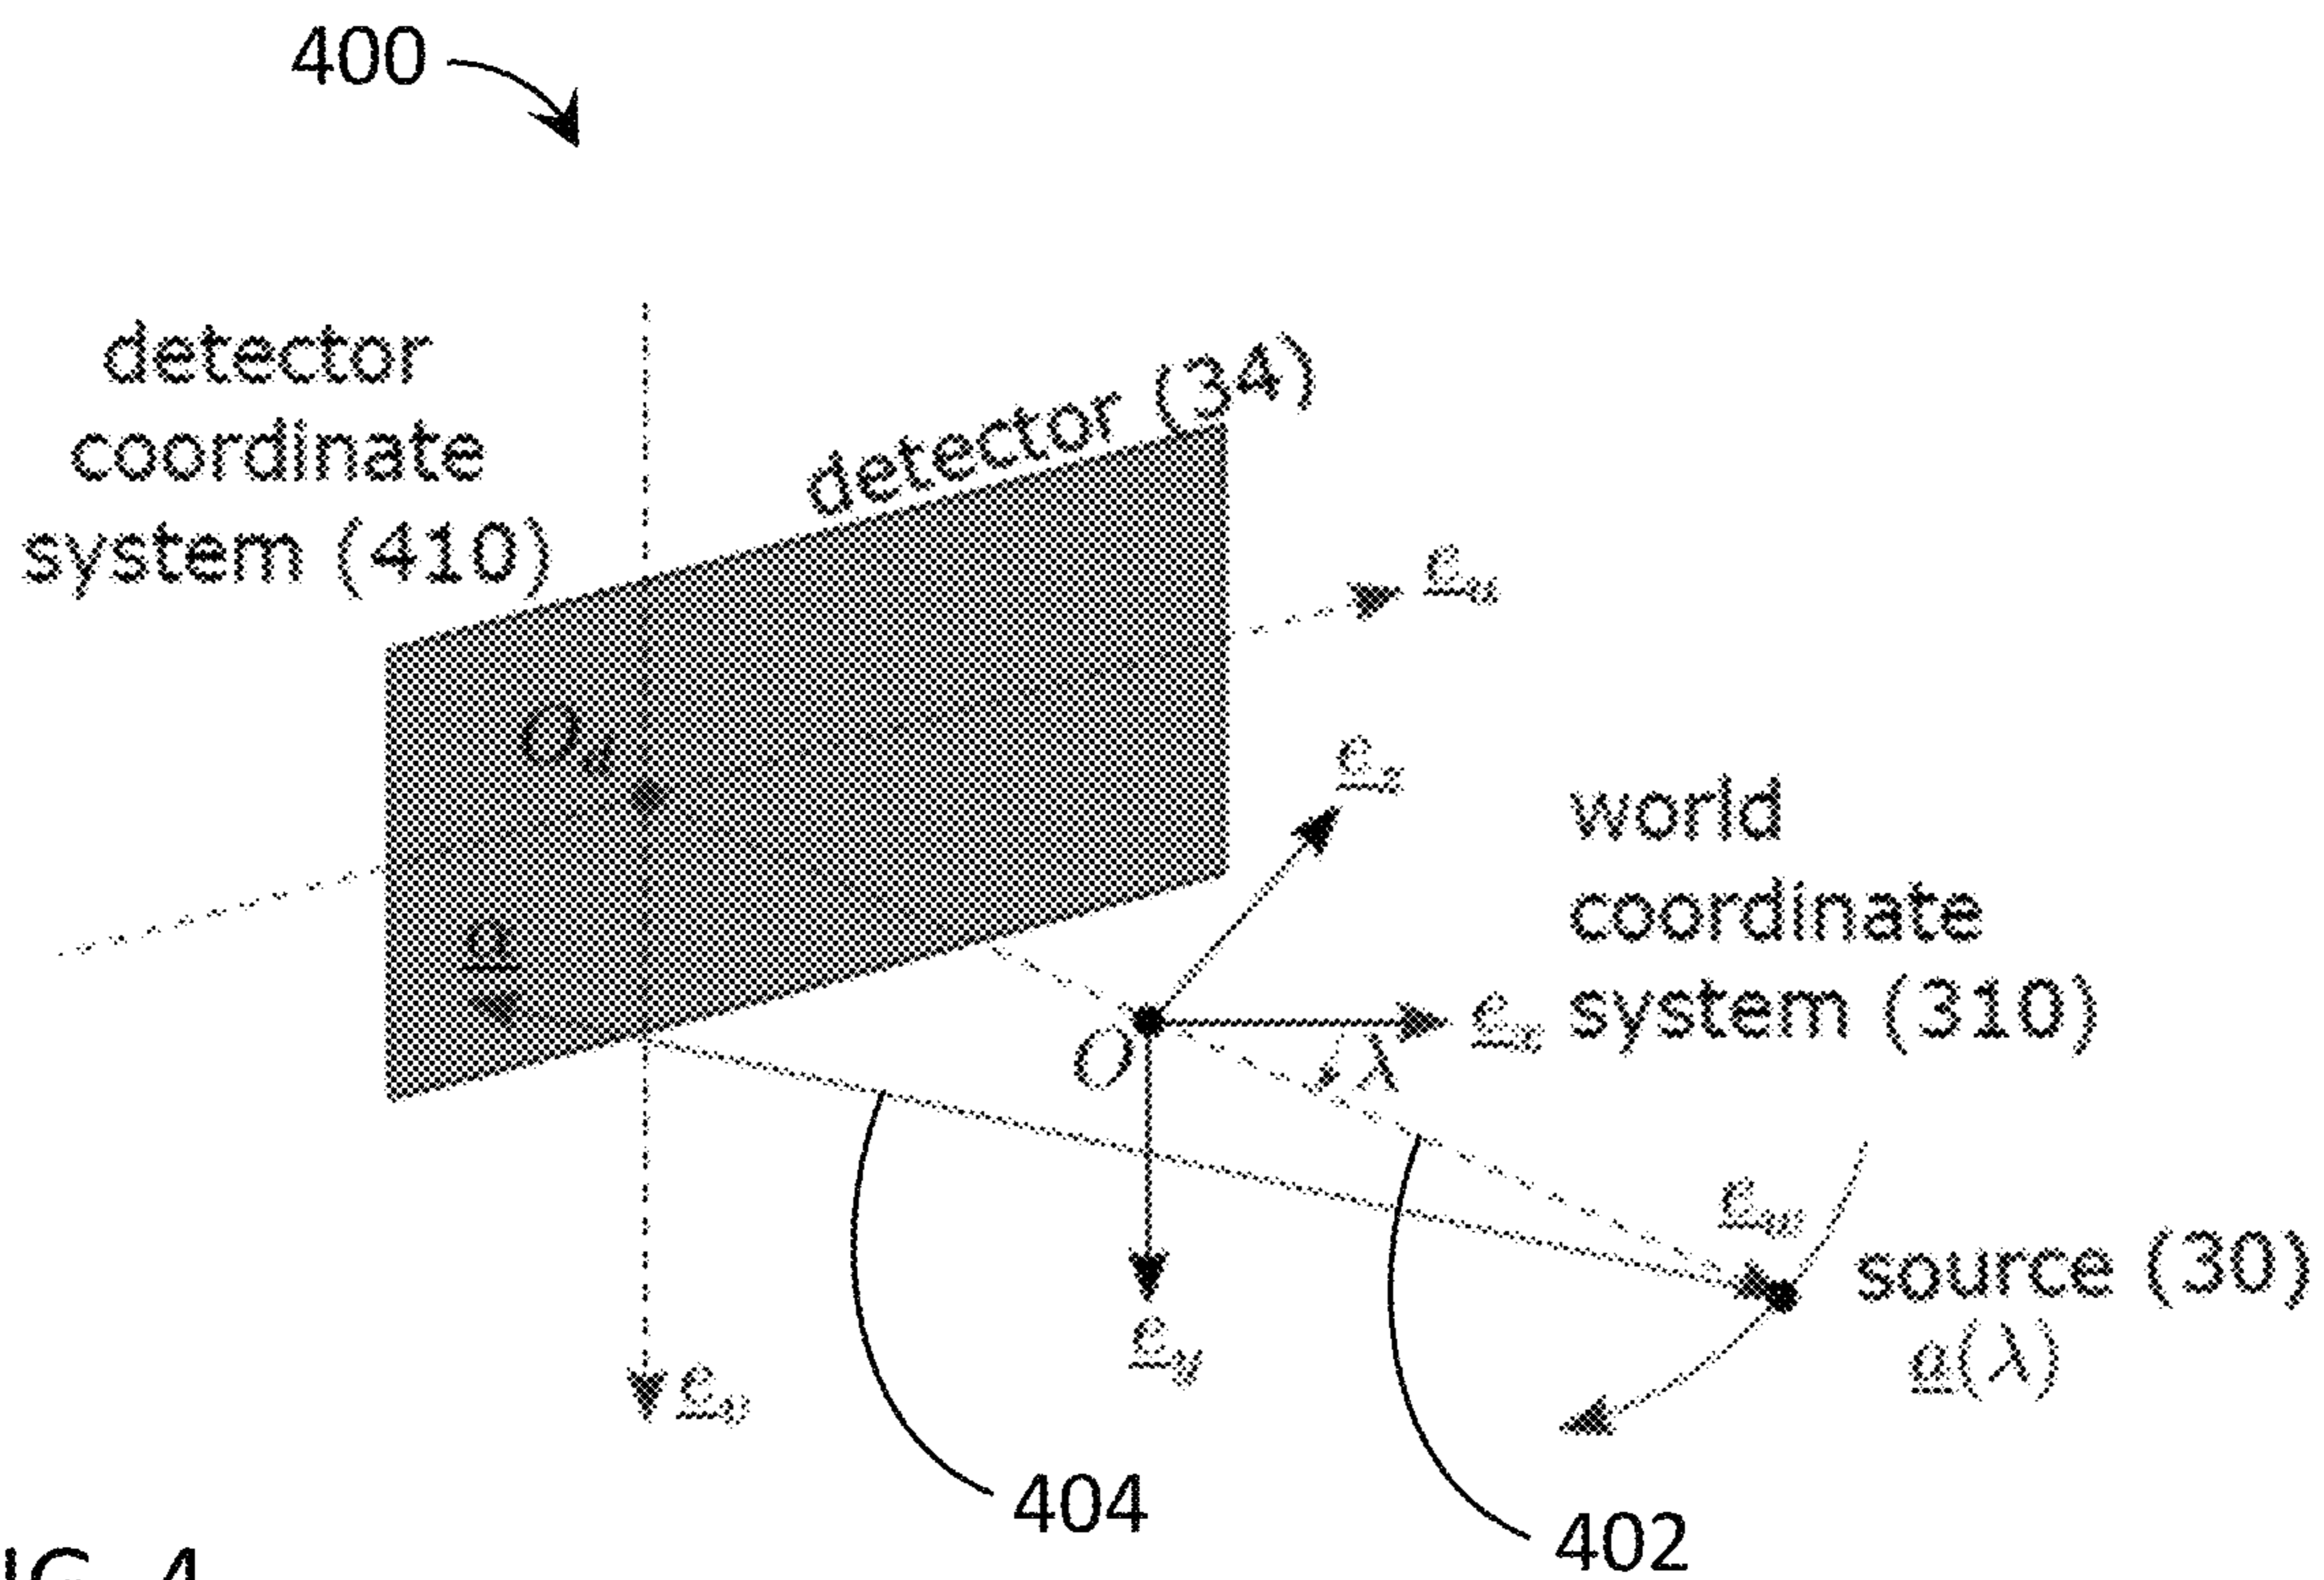 400
detector
coordinate
system (410)
detector (34)
e_u
O_d
e_z
world
coordinate
system (310)
α
O
e_x
λ
e_w
source (30)
a(λ)
e_y
e_v
404
402
IG. 4